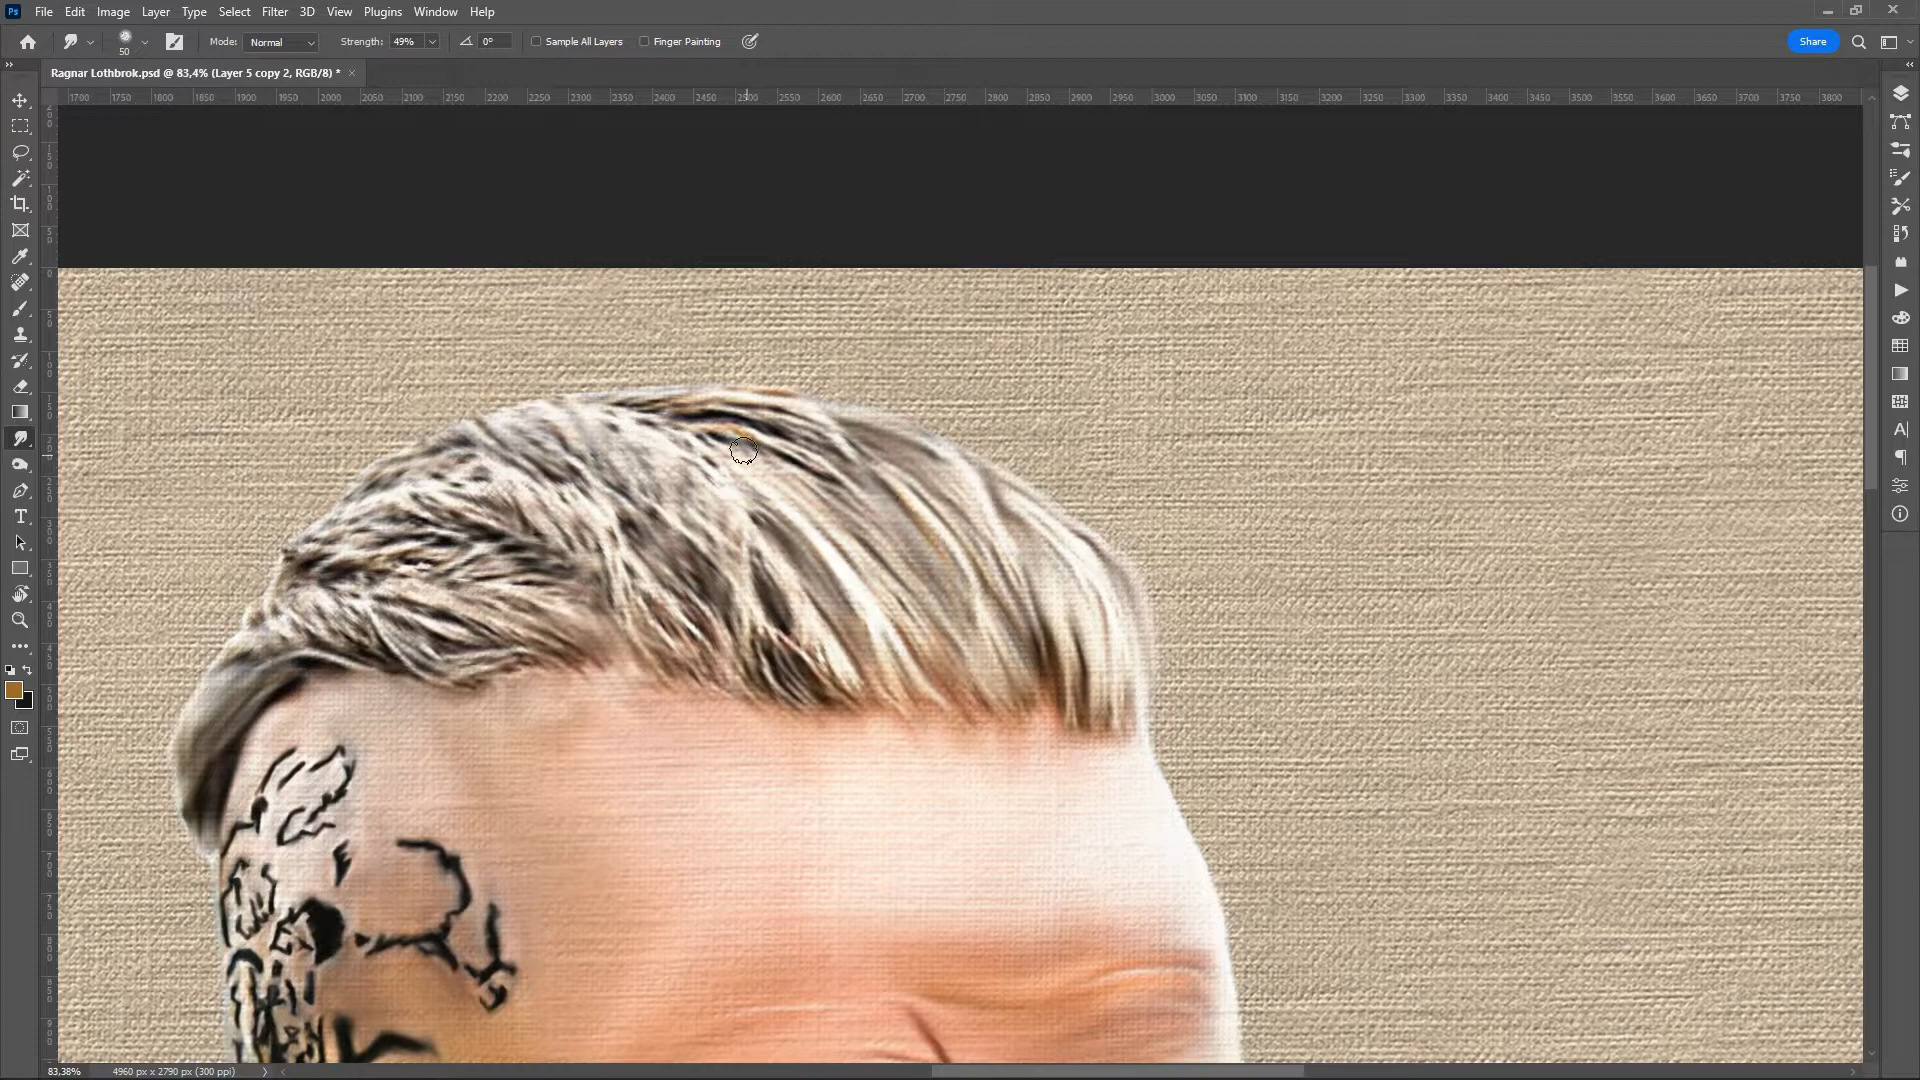 Ps File Edit Image Layer Type Select Filter 3D View Plugins Window Help
50 Mode: Normal Strength: 49% 0° Sample All Layers Finger Painting Share
Ragnar Lothbrok.psd @ 83,4% (Layer 5 copy 2, RGB/8) * ×
1700 1750 1800 1850 1900 1950 2000 2050 2100 2150 2200 2250 2300 2350 2400 2450 2500 2550 2600 2650 2700 2750 2800 2850 2900 2950 3000 3050 3100 3150 3200 3250 3300 3350 3400 3450 3500 3550 3600 3650 3700 3750 3800
83,38% 4960 px x 2790 px (300 ppi)